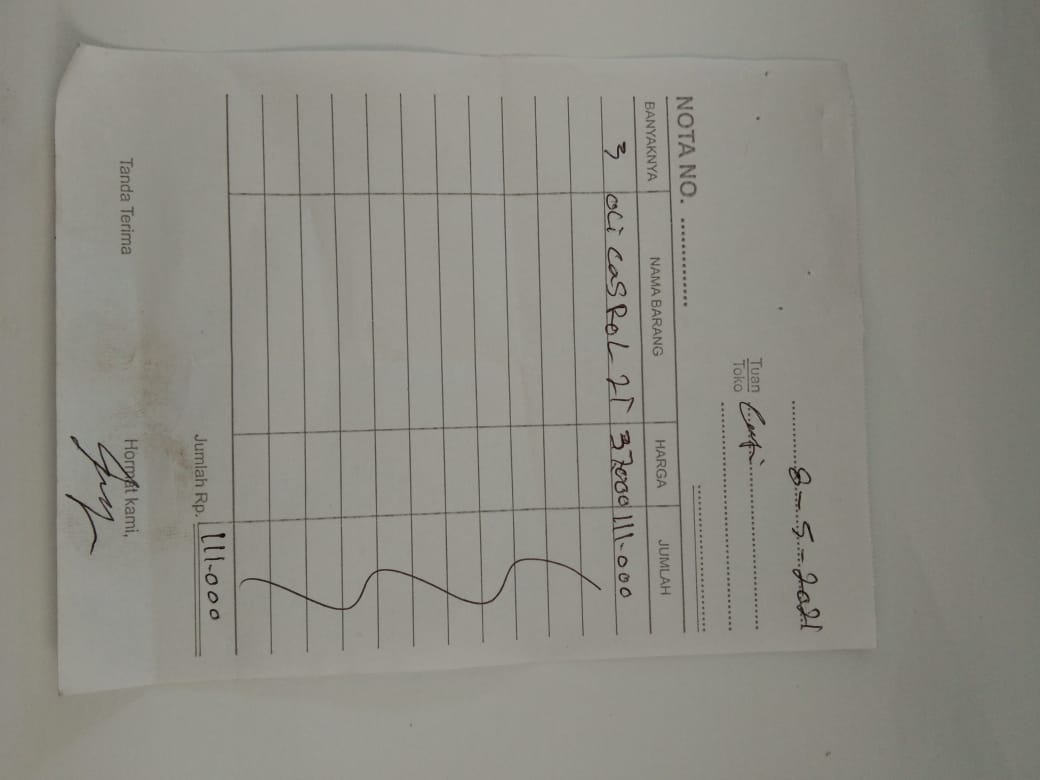 8-5-2021
Tuan
Toko
NOTA NO.
BANYAKNYA NAMA BARANG HARGA JUMLAH
3 oli CASRoL 2T 37000 111.000
Jumlah Rp. 111.000
Tanda Terima Hormat kami,